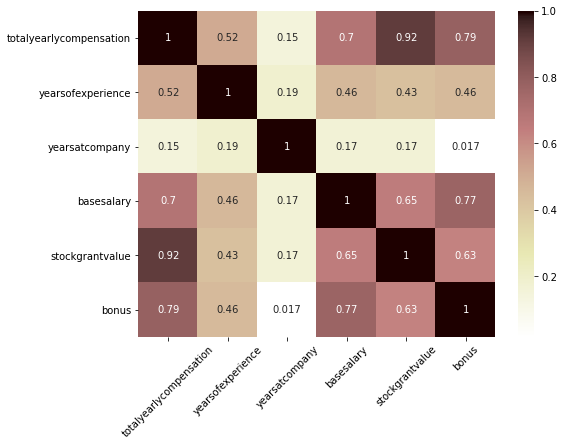 totalyearlycompensation 1 0.52 0.15 0.7 0.92 0.79
yearsofexperience 0.52 1 0.19 0.46 0.43 0.46
yearsatcompany 0.15 0.19 1 0.17 0.17 0.017
basesalary 0.7 0.46 0.17 1 0.65 0.77
stockgrantvalue 0.92 0.43 0.17 0.65 1 0.63
bonus 0.79 0.46 0.017 0.77 0.63 1
totalyearlycompensation
yearsofexperience
yearsatcompany
basesalary
stockgrantvalue
bonus
1.0
0.8
0.6
0.4
0.2